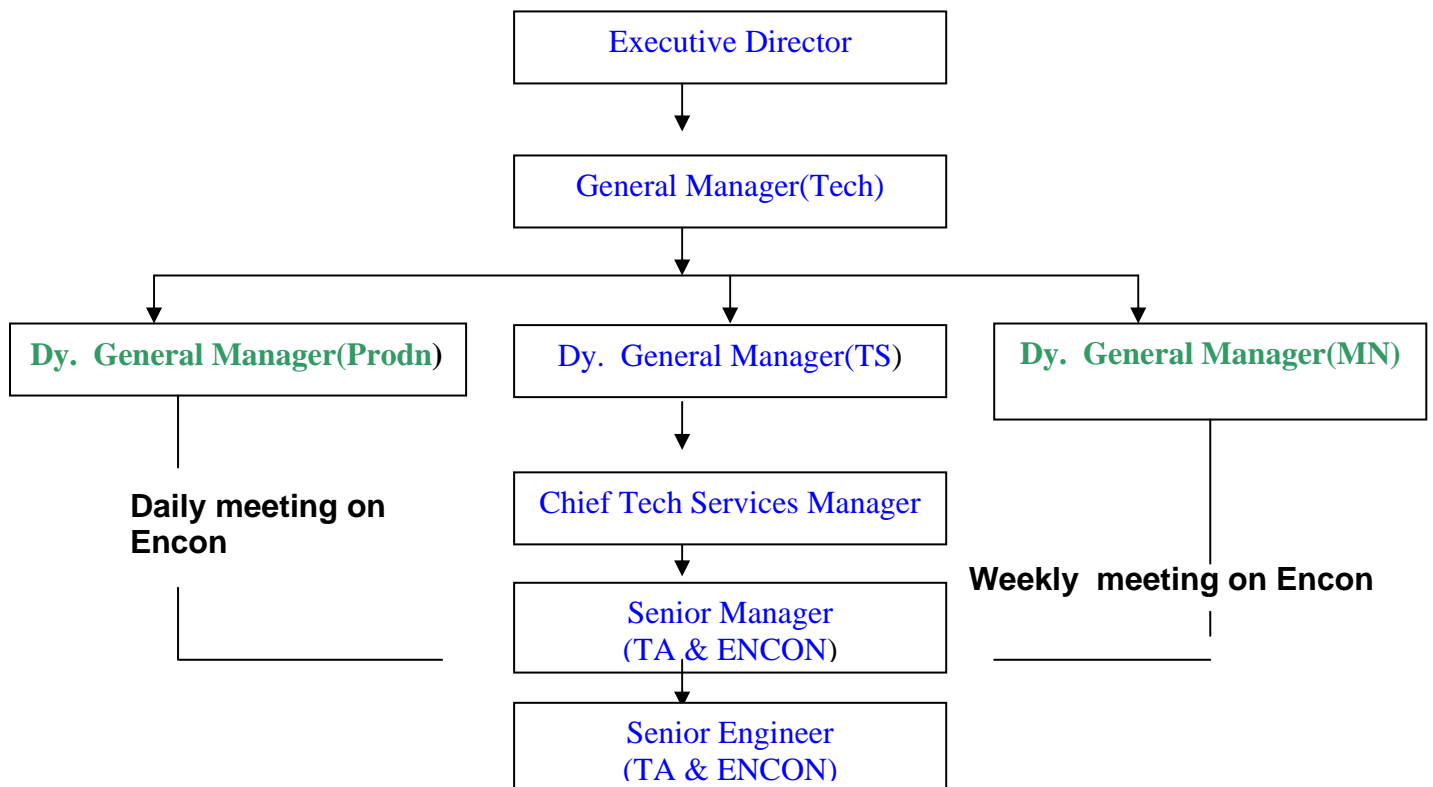 Executive Director
General Manager(Tech)
Dy. General Manager(Prodn)
Dy. General Manager(TS)
Dy. General Manager(MN)
Chief Tech Services Manager
Daily meeting on
Encon
Weekly meeting on Encon
Senior Manager
(TA & ENCON)
Senior Engineer
(TA & ENCON)